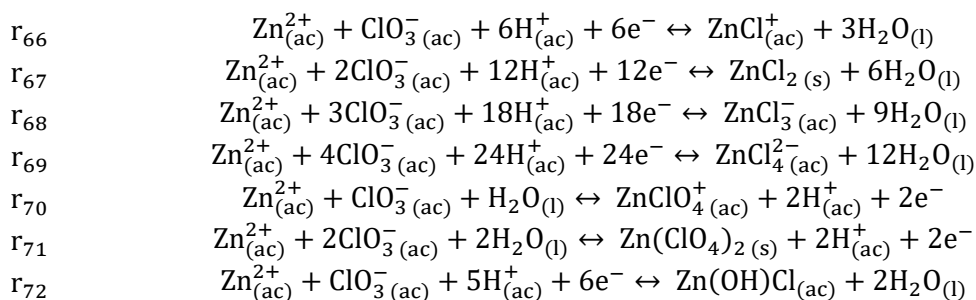 r₆₆ Zn²⁺₍ac₎ + ClO₃⁻ ₍ac₎ + 6H⁺₍ac₎ + 6e⁻ ↔ ZnCl⁺₍ac₎ + 3H₂O₍l₎
r₆₇ Zn²⁺₍ac₎ + 2ClO₃⁻ ₍ac₎ + 12H⁺₍ac₎ + 12e⁻ ↔ ZnCl₂ ₍s₎ + 6H₂O₍l₎
r₆₈ Zn²⁺₍ac₎ + 3ClO₃⁻ ₍ac₎ + 18H⁺₍ac₎ + 18e⁻ ↔ ZnCl₃⁻ ₍ac₎ + 9H₂O₍l₎
r₆₉ Zn²⁺₍ac₎ + 4ClO₃⁻ ₍ac₎ + 24H⁺₍ac₎ + 24e⁻ ↔ ZnCl₄²⁻ ₍ac₎ + 12H₂O₍l₎
r₇₀ Zn²⁺₍ac₎ + ClO₃⁻ ₍ac₎ + H₂O₍l₎ ↔ ZnClO₄⁺ ₍ac₎ + 2H⁺₍ac₎ + 2e⁻
r₇₁ Zn²⁺₍ac₎ + 2ClO₃⁻ ₍ac₎ + 2H₂O₍l₎ ↔ Zn(ClO₄)₂ ₍s₎ + 2H⁺₍ac₎ + 2e⁻
r₇₂ Zn²⁺₍ac₎ + ClO₃⁻ ₍ac₎ + 5H⁺₍ac₎ + 6e⁻ ↔ Zn(OH)Cl₍ac₎ + 2H₂O₍l₎